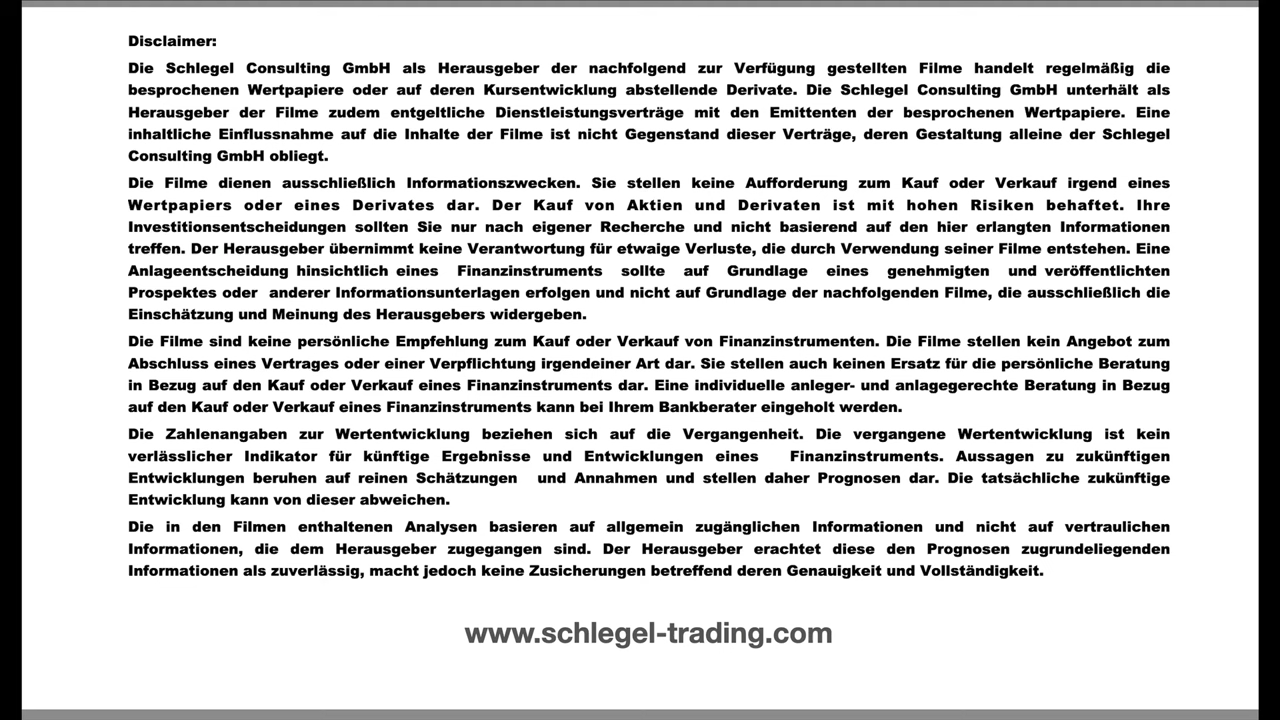 Disclaimer:
Die Schlegel Consulting GmbH als Herausgeber der nachfolgend zur Verfügung gestellten Filme handelt regelmäßig die
besprochenen Wertpapiere oder auf deren Kursentwicklung abstellende Derivate. Die Schlegel Consulting GmbH unterhält als
Herausgeber der Filme zudem entgeltliche Dienstleistungsverträge mit den Emittenten der besprochenen Wertpapiere. Eine
inhaltliche Einflussnahme auf die Inhalte der Filme ist nicht Gegenstand dieser Verträge, deren Gestaltung alleine der Schlegel
Consulting GmbH obliegt.
Die Filme dienen ausschließlich Informationszwecken. Sie stellen keine Aufforderung zum Kauf oder Verkauf irgend eines
Wertpapiers oder eines Derivates dar. Der Kauf von Aktien und Derivaten ist mit hohen Risiken behaftet. Ihre
Investitionsentscheidungen sollten Sie nur nach eigener Recherche und nicht basierend auf den hier erlangten Informationen
treffen. Der Herausgeber übernimmt keine Verantwortung für etwaige Verluste, die durch Verwendung seiner Filme entstehen. Eine
Anlageentscheidung hinsichtlich eines Finanzinstruments sollte auf Grundlage eines genehmigten und veröffentlichten
Prospektes oder anderer Informationsunterlagen erfolgen und nicht auf Grundlage der nachfolgenden Filme, die ausschließlich die
Einschätzung und Meinung des Herausgebers widergeben.
Die Filme sind keine persönliche Empfehlung zum Kauf oder Verkauf von Finanzinstrumenten. Die Filme stellen kein Angebot zum
Abschluss eines Vertrages oder einer Verpflichtung irgendeiner Art dar. Sie stellen auch keinen Ersatz für die persönliche Beratung
in Bezug auf den Kauf oder Verkauf eines Finanzinstruments dar. Eine individuelle anleger- und anlagegerechte Beratung in Bezug
auf den Kauf oder Verkauf eines Finanzinstruments kann bei Ihrem Bankberater eingeholt werden.
Die Zahlenangaben zur Wertentwicklung beziehen sich auf die Vergangenheit. Die vergangene Wertentwicklung ist kein
verlässlicher Indikator für künftige Ergebnisse und Entwicklungen eines Finanzinstruments. Aussagen zu zukünftigen
Entwicklungen beruhen auf reinen Schätzungen und Annahmen und stellen daher Prognosen dar. Die tatsächliche zukünftige
Entwicklung kann von dieser abweichen.
Die in den Filmen enthaltenen Analysen basieren auf allgemein zugänglichen Informationen und nicht auf vertraulichen
Informationen, die dem Herausgeber zugegangen sind. Der Herausgeber erachtet diese den Prognosen zugrundeliegenden
Informationen als zuverlässig, macht jedoch keine Zusicherungen betreffend deren Genauigkeit und Vollständigkeit.
www.schlegel-trading.com